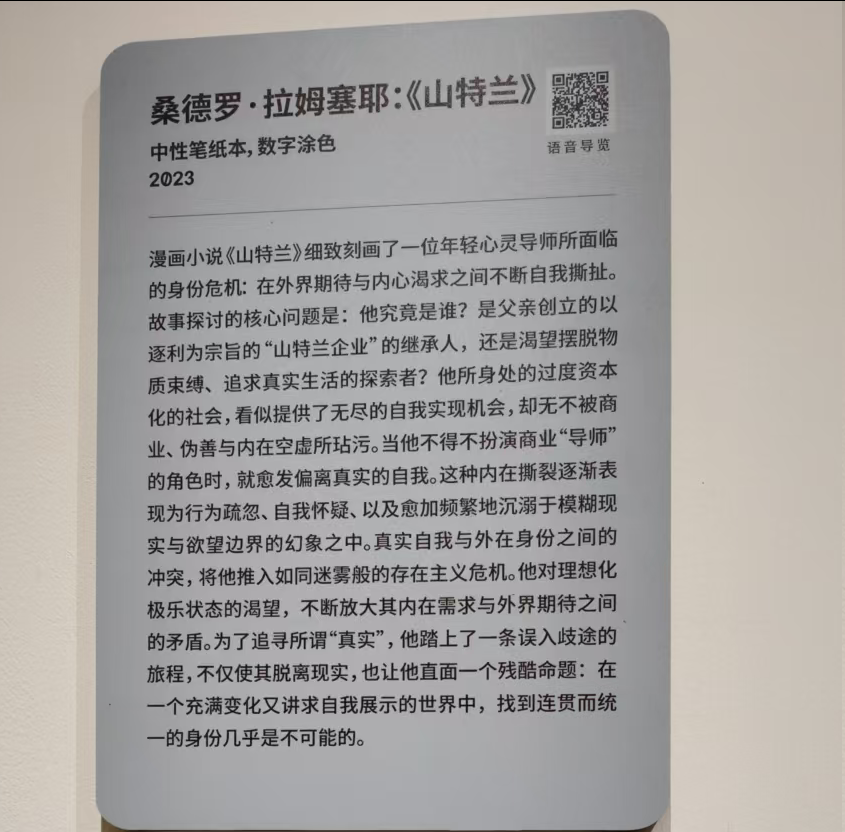 桑德罗·拉姆塞耶：《山特兰》
语音导览
中性笔纸本，数字涂色
2023
漫画小说《山特兰》细致刻画了一位年轻心灵导师所面临
的身份危机：在外界期待与内心渴求之间不断自我撕扯。
故事探讨的核心问题是：他究竟是谁？是父亲创立的以
逐利为宗旨的“山特兰企业”的继承人，还是渴望摆脱物
质束缚、追求真实生活的探索者？他所身处的过度资本
化的社会，看似提供了无尽的自我实现机会，却无不被商
业、伪善与内在空虚所玷污。当他不得不扮演商业“导师”
的角色时，就愈发偏离真实的自我。这种内在撕裂逐渐表
现为行为疏忽、自我怀疑、以及愈加频繁地沉溺于模糊现
实与欲望边界的幻象之中。真实自我与外在身份之间的
冲突，将他推入如同迷雾般的存在主义危机。他对理想化
极乐状态的渴望，不断放大其内在需求与外界期待之间
的矛盾。为了追寻所谓“真实”，他踏上了一条误入歧途的
旅程，不仅使其脱离现实，也让他直面一个残酷命题：在
一个充满变化又讲求自我展示的世界中，找到连贯而统
一的身份几乎是不可能的。